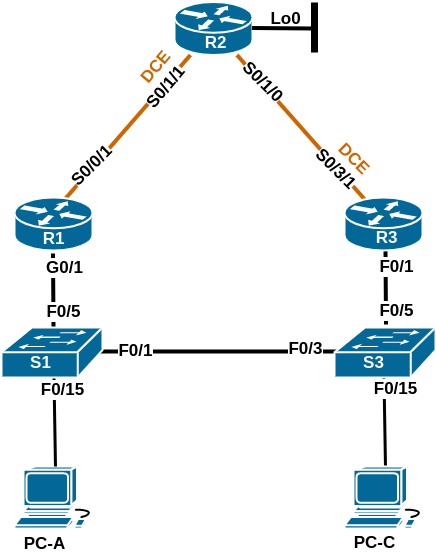 Lo0
R2
DCE
S0/1/1
S0/1/0
S0/0/1
DCE
S0/3/1
R1
R3
G0/1
F0/1
F0/5
F0/5
S1
F0/1
F0/3
S3
F0/15
F0/15
PC-A
PC-C